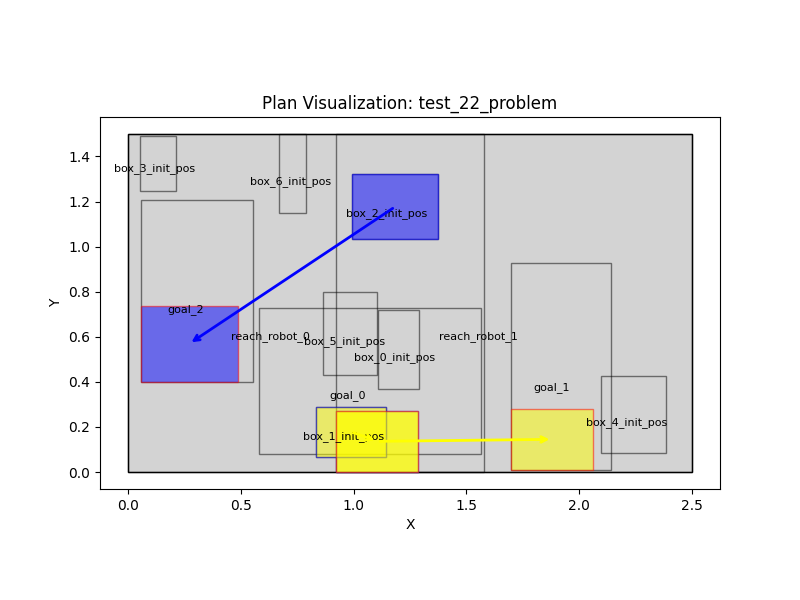 Plan Visualization: test_22_problem
box_3_init_pos
box_6_init_pos
box_2_init_pos
goal_2
reach_robot_0
reach_robot_1
box_5_init_pos
box_0_init_pos
goal_0
goal_1
box_4_init_pos
box_1_init_pos
Y
1.4
1.2
1.0
0.8
0.6
0.4
0.2
0.0
0.0 0.5 1.0 1.5 2.0 2.5
X